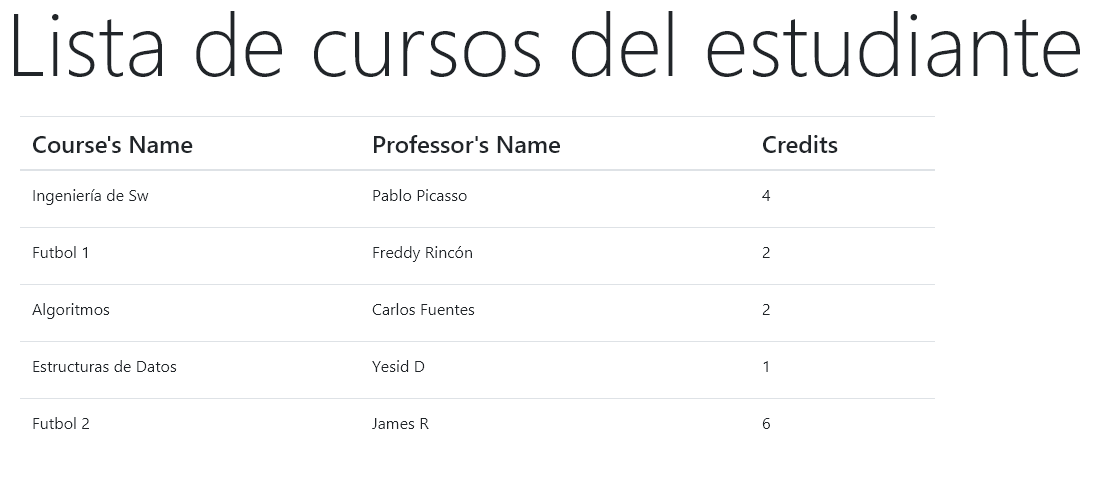 Lista de cursos del estudiante
Course's Name Professor's Name Credits
Ingeniería de Sw Pablo Picasso 4
Futbol 1 Freddy Rincón 2
Algoritmos Carlos Fuentes 2
Estructuras de Datos Yesid D 1
Futbol 2 James R 6